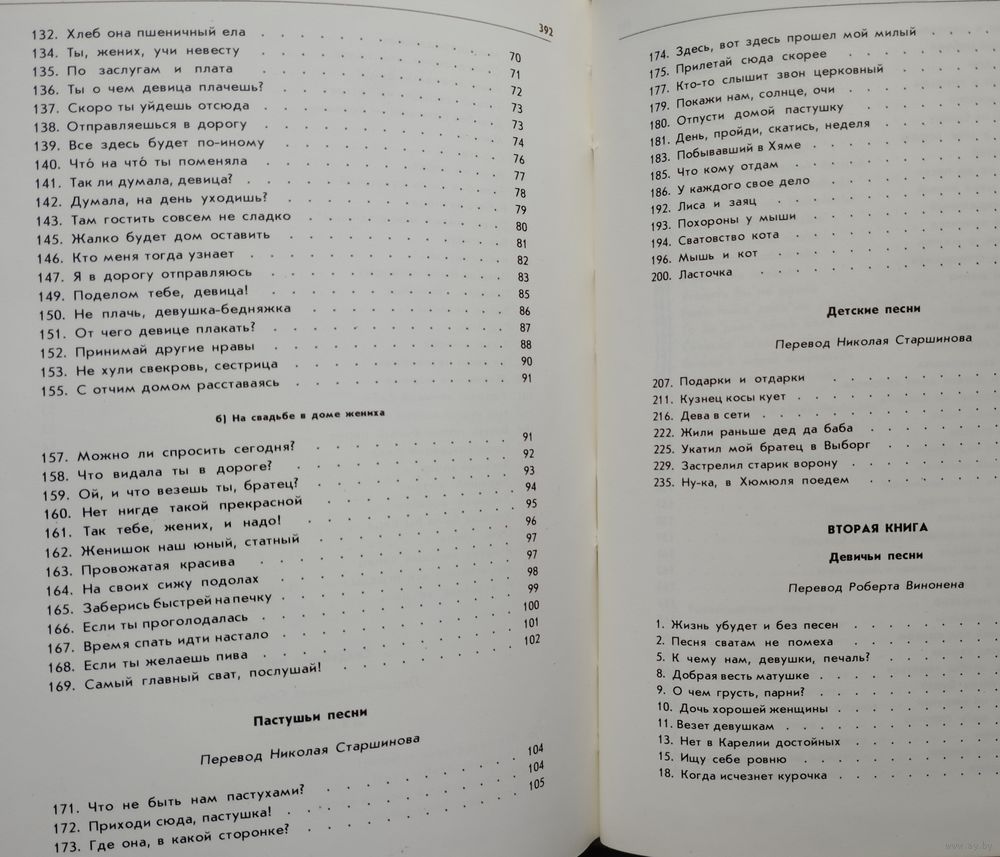 392
132. Хлеб она пшеничный ела . . . . . . . . . . 70
134. Ты, жених, учи невесту . . . . . . . . . . 71
135. По заслугам и плата . . . . . . . . . . 72
136. Ты о чем девица плачешь? . . . . . . . . . . 73
137. Скоро ты уйдешь отсюда . . . . . . . . . . 73
138. Отправляешься в дорогу . . . . . . . . . . 74
139. Все здесь будет по-иному . . . . . . . . . . 76
140. Чтó на чтó ты поменяла . . . . . . . . . . 77
141. Так ли думала, девица? . . . . . . . . . . 78
142. Думала, на день уходишь? . . . . . . . . . . 79
143. Там гостить совсем не сладко . . . . . . . . . . 80
145. Жалко будет дом оставить . . . . . . . . . . 81
146. Кто меня тогда узнает . . . . . . . . . . 82
147. Я в дорогу отправляюсь . . . . . . . . . . 83
149. Поделом тебе, девица! . . . . . . . . . . 85
150. Не плачь, девушка-бедняжка . . . . . . . . . . 86
151. От чего девице плакать? . . . . . . . . . . 87
152. Принимай другие нравы . . . . . . . . . . 88
153. Не хули свекровь, сестрица . . . . . . . . . . 90
155. С отчим домом расставаясь . . . . . . . . . . 91
б) На свадьбе в доме жениха
157. Можно ли спросить сегодня? . . . . . . . . . . 91
158. Что видала ты в дороге? . . . . . . . . . . 92
159. Ой, и что везешь ты, братец? . . . . . . . . . . 93
160. Нет нигде такой прекрасной . . . . . . . . . . 94
161. Так тебе, жених, и надо! . . . . . . . . . . 95
162. Женишок наш юный, статный . . . . . . . . . . 96
163. Провожатая красива . . . . . . . . . . 97
164. На своих сижу подолах . . . . . . . . . . 97
165. Заберись быстрей на печку . . . . . . . . . . 98
166. Если ты проголодалась . . . . . . . . . . 99
167. Время спать идти настало . . . . . . . . . . 100
168. Если ты желаешь пива . . . . . . . . . . 101
169. Самый главный сват, послушай! . . . . . . . . . . 102
Пастушьи песни
Перевод Николая Старшинова
171. Что не быть нам пастухами? . . . . . . . . . . 104
172. Приходи сюда, пастушка! . . . . . . . . . . 104
173. Где она, в какой сторонке? . . . . . . . . . . 105
174. Здесь, вот здесь прошел мой милый . . .
175. Прилетай сюда скорее . . . . . .
177. Кто-то слышит звон церковный . . . . .
179. Покажи нам, солнце, очи . . . . . .
180. Отпусти домой пастушку . . . . . .
181. День, пройди, скатись, неделя . . . . .
183. Побывавший в Хяме . . . . . . .
185. Что кому отдам . . . . . . . .
186. У каждого свое дело . . . . . . .
192. Лиса и заяц . . . . . . . .
193. Похороны у мыши . . . . . . .
194. Сватовство кота . . . . . . . .
196. Мышь и кот . . . . . . . .
200. Ласточка . . . . . . . .
Детские песни
Перевод Николая Старшинова
207. Подарки и отдарки . . . . . . .
211. Кузнец косы кует . . . . . . . .
216. Дева в сети . . . . . . . .
222. Жили раньше дед да баба . . . . . .
225. Укатил мой братец в Выборг . . . . .
229. Застрелил старик ворону . . . . . .
235. Ну-ка, в Хюмюля поедем . . . . . .
ВТОРАЯ КНИГА
Девичьи песни
Перевод Роберта Винонена
1. Жизнь убудет и без песен . . . . . .
2. Песня сватам не помеха . . . . . .
5. К чему нам, девушки, печаль? . . . . .
8. Добрая весть матушке . . . . . . .
9. О чем грусть, парни? . . . . . . .
10. Дочь хорошей женщины . . . . . .
11. Везет девушкам . . . . . . . .
13. Нет в Карелии достойных . . . . . .
15. Ищу себе ровню . . . . . . . .
18. Когда исчезнет курочка . . . . . .
www.ay.by